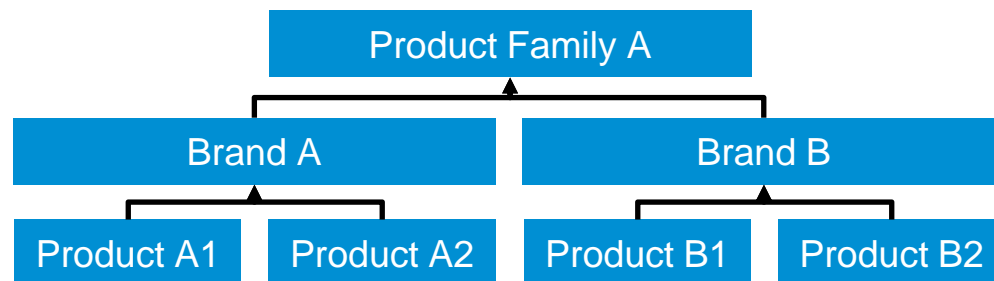 Product Family A
Brand A
Brand B
Product A1
Product A2
Product B1
Product B2